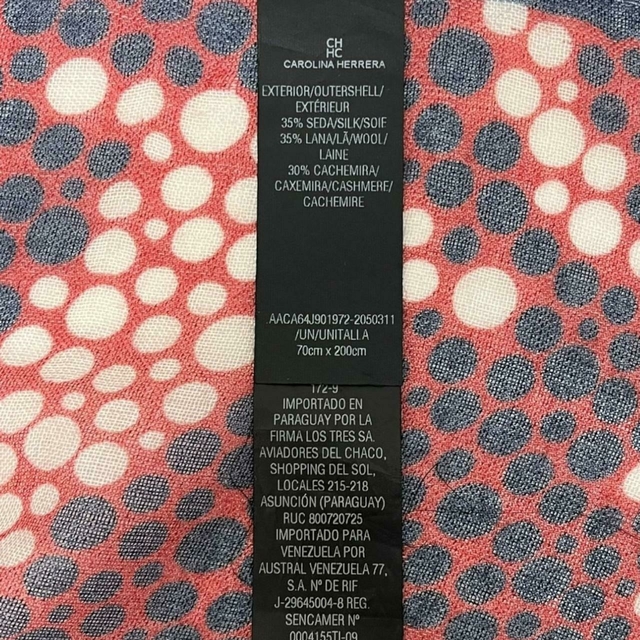 CH
HC
CAROLINA HERRERA
EXTERIOR/OUTERSHELL/
EXTÉRIEUR
35% SEDA/SILK/SOIE
35% LANA/LÃ/WOOL/
LAINE
30% CACHEMIRA/
CAXEMIRA/CASHMERE/
CACHEMIRE
AACA64J901972-2050311
/UN/UNITALLA
70cm x 200cm
172-9
IMPORTADO EN
PARAGUAY POR LA
FIRMA LOS TRES SA.
AVIADORES DEL CHACO,
SHOPPING DEL SOL,
LOCALES 215-218
ASUNCIÓN (PARAGUAY)
RUC 800720725
IMPORTADO PARA
VENEZUELA POR
AUSTRAL VENEZUELA 77,
S.A. Nº DE RIF
J-29645004-8 REG.
SENCAMER Nº
0004155TI-09